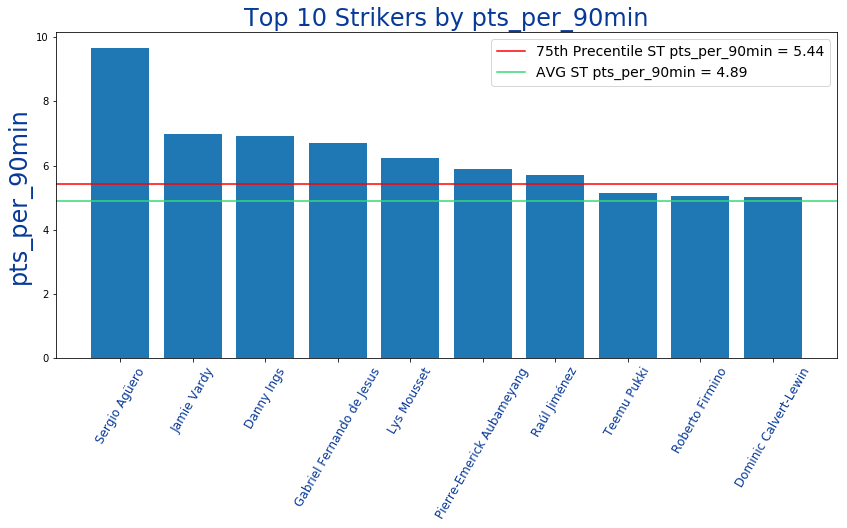 Top 10 Strikers by pts_per_90min
75th Precentile ST pts_per_90min = 5.44
AVG ST pts_per_90min = 4.89
pts_per_90min
10
8
6
4
2
0
Sergio Agüero
Jamie Vardy
Danny Ings
Gabriel Fernando de Jesus
Lys Mousset
Pierre-Emerick Aubameyang
Raúl Jiménez
Teemu Pukki
Roberto Firmino
Dominic Calvert-Lewin